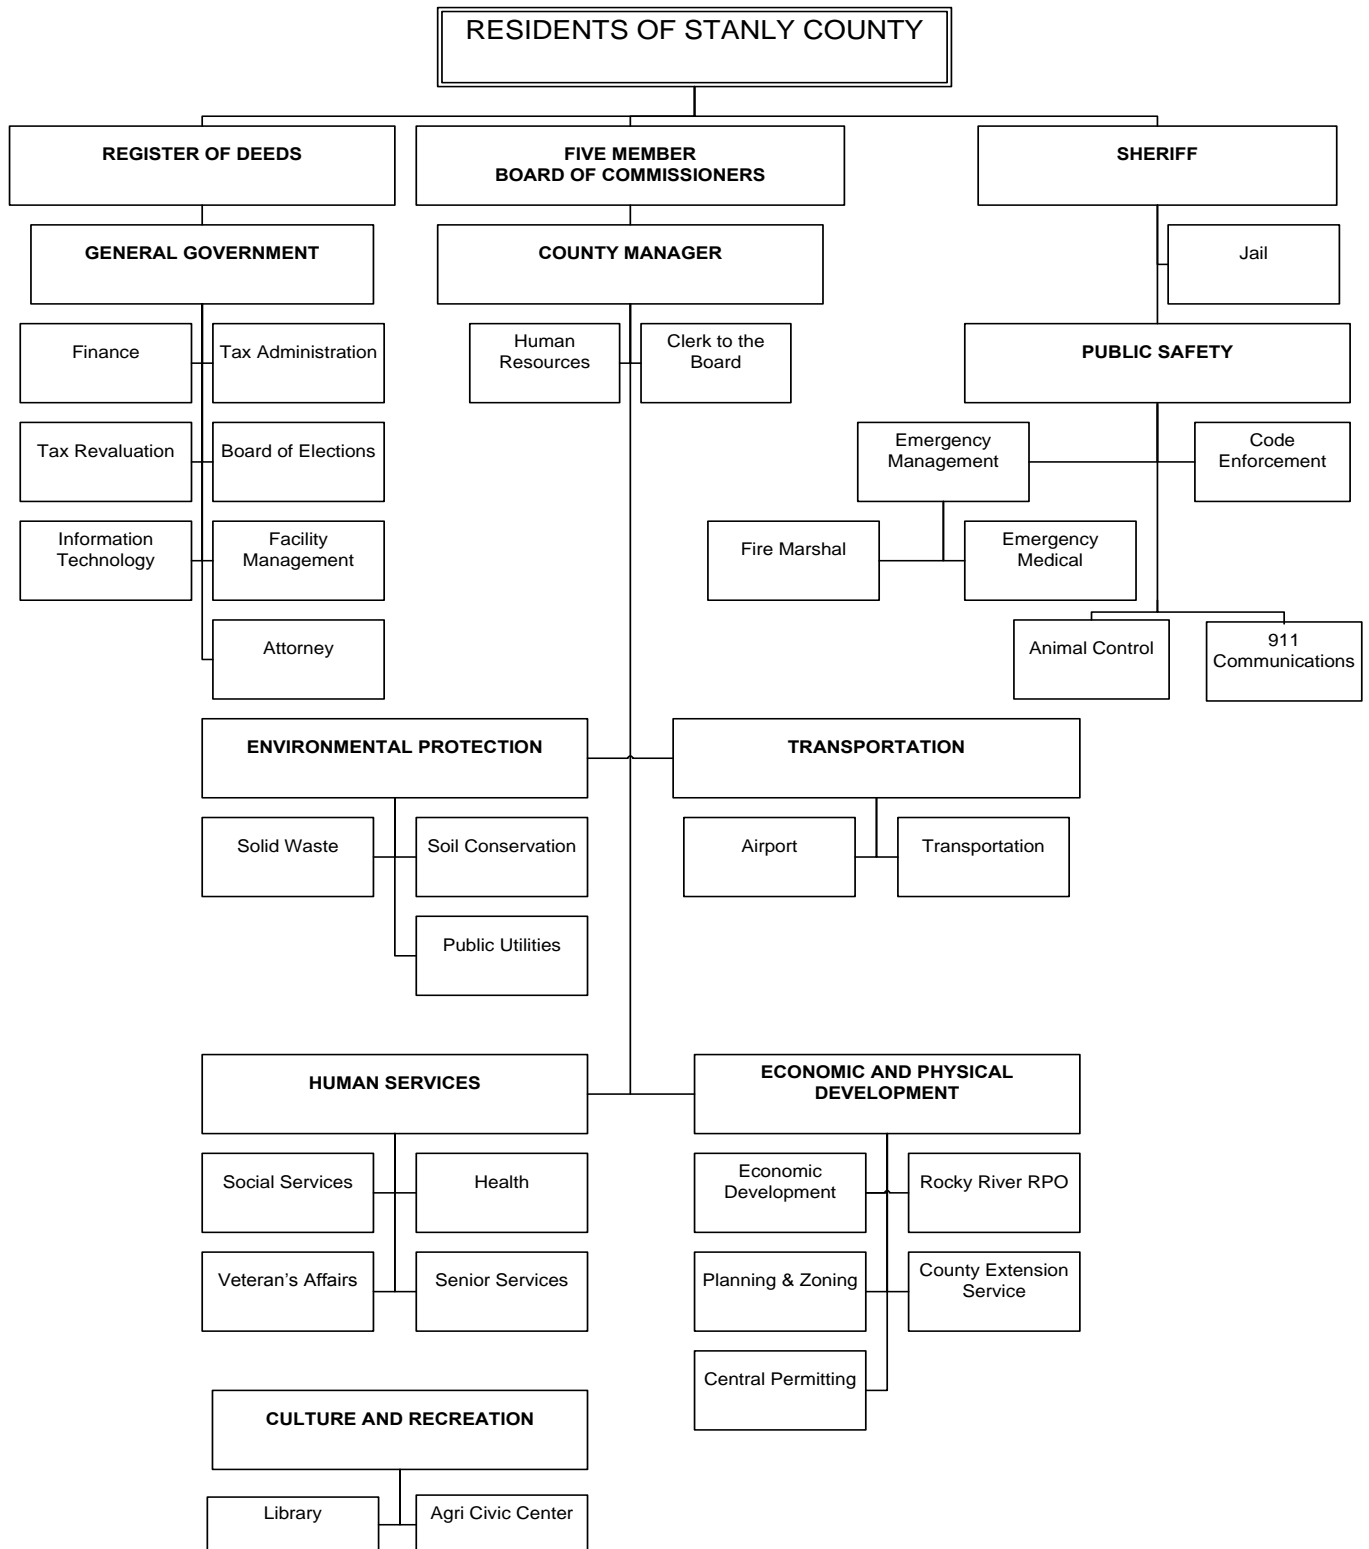 RESIDENTS OF STANLY COUNTY
REGISTER OF DEEDS
FIVE MEMBER
BOARD OF COMMISSIONERS
SHERIFF
GENERAL GOVERNMENT
COUNTY MANAGER
Jail
Finance
Tax Administration
Human
Resources
Clerk to the
Board
PUBLIC SAFETY
Tax Revaluation
Board of Elections
Emergency
Management
Code
Enforcement
Information
Technology
Facility
Management
Fire Marshal
Emergency
Medical
Attorney
Animal Control
911
Communications
ENVIRONMENTAL PROTECTION
TRANSPORTATION
Solid Waste
Soil Conservation
Airport
Transportation
Public Utilities
HUMAN SERVICES
ECONOMIC AND PHYSICAL
DEVELOPMENT
Social Services
Health
Economic
Development
Rocky River RPO
Veteran’s Affairs
Senior Services
Planning & Zoning
County Extension
Service
Central Permitting
CULTURE AND RECREATION
Library
Agri Civic Center